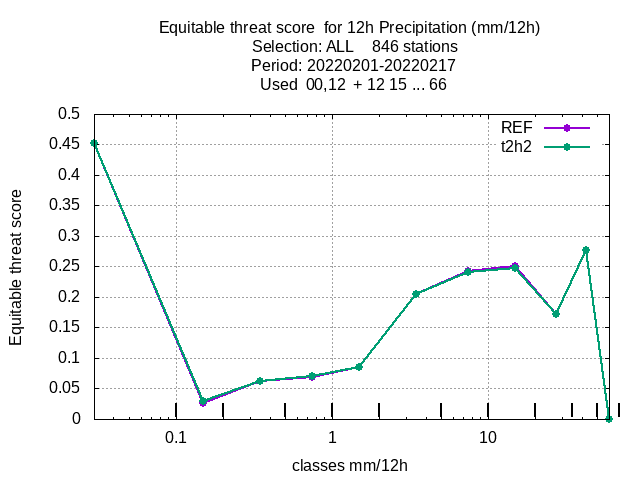 Equitable threat score  for 12h Precipitation (mm/12h)
Selection: ALL    846 stations
Period: 20220201-20220217
Used  00,12  + 12 15 ... 66
0.5
REF
0.45
t2h2
0.4
0.35
0.3
0.25
0.2
0.15
0.1
0.05
0
Equitable threat score
0.1 1 10
classes mm/12h